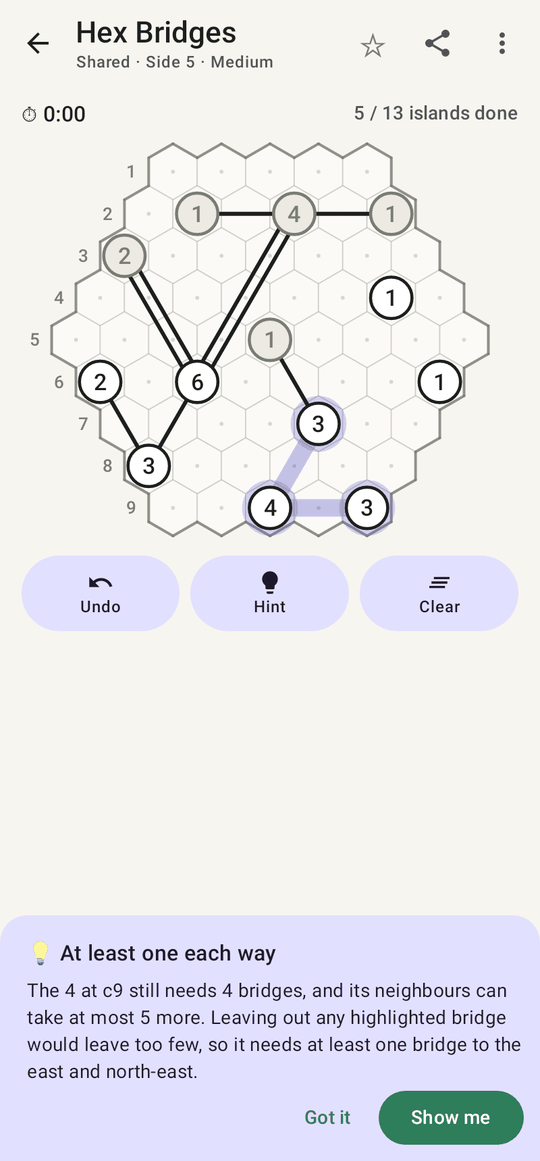 Hex Bridges
Shared · Side 5 · Medium
0:00
5 / 13 islands done
1
2 1 4 1
3 2
4 1
5 1
6 2 6 1
7 3
8 3
9 4 3
Undo
Hint
Clear
At least one each way
The 4 at c9 still needs 4 bridges, and its neighbours can
take at most 5 more. Leaving out any highlighted bridge
would leave too few, so it needs at least one bridge to the
east and north-east.
Got it
Show me